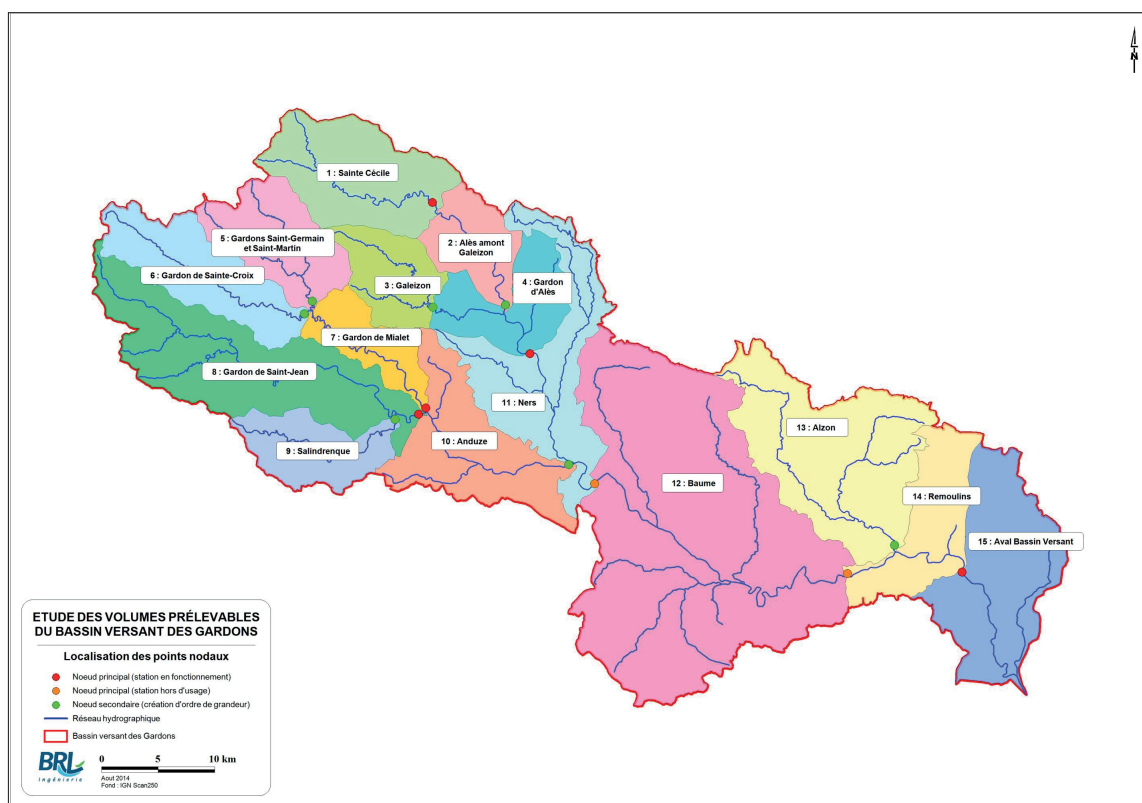 N
1 : Sainte Cécile
5 : Gardons Saint-Germain
et Saint-Martin
2 : Alès amont
Galeizon
6 : Gardon de Sainte-Croix
3 : Galeizon
4 : Gardon
d'Alès
7 : Gardon de Mialet
8 : Gardon de Saint-Jean
11 : Ners
10 : Anduze
9 : Salindrenque
13 : Alzon
12 : Baume
14 : Remoulins
15 : Aval Bassin Versant
ETUDE DES VOLUMES PRÉLEVABLES
DU BASSIN VERSANT DES GARDONS
Localisation des points nodaux
Noeud principal (station en fonctionnement)
Noeud principal (station hors d'usage)
Noeud secondaire (création d'ordre de grandeur)
Réseau hydrographique
Bassin versant des Gardons
BRL
Ingénierie
0 5 10 km
Aout 2014
Fond : IGN Scan250